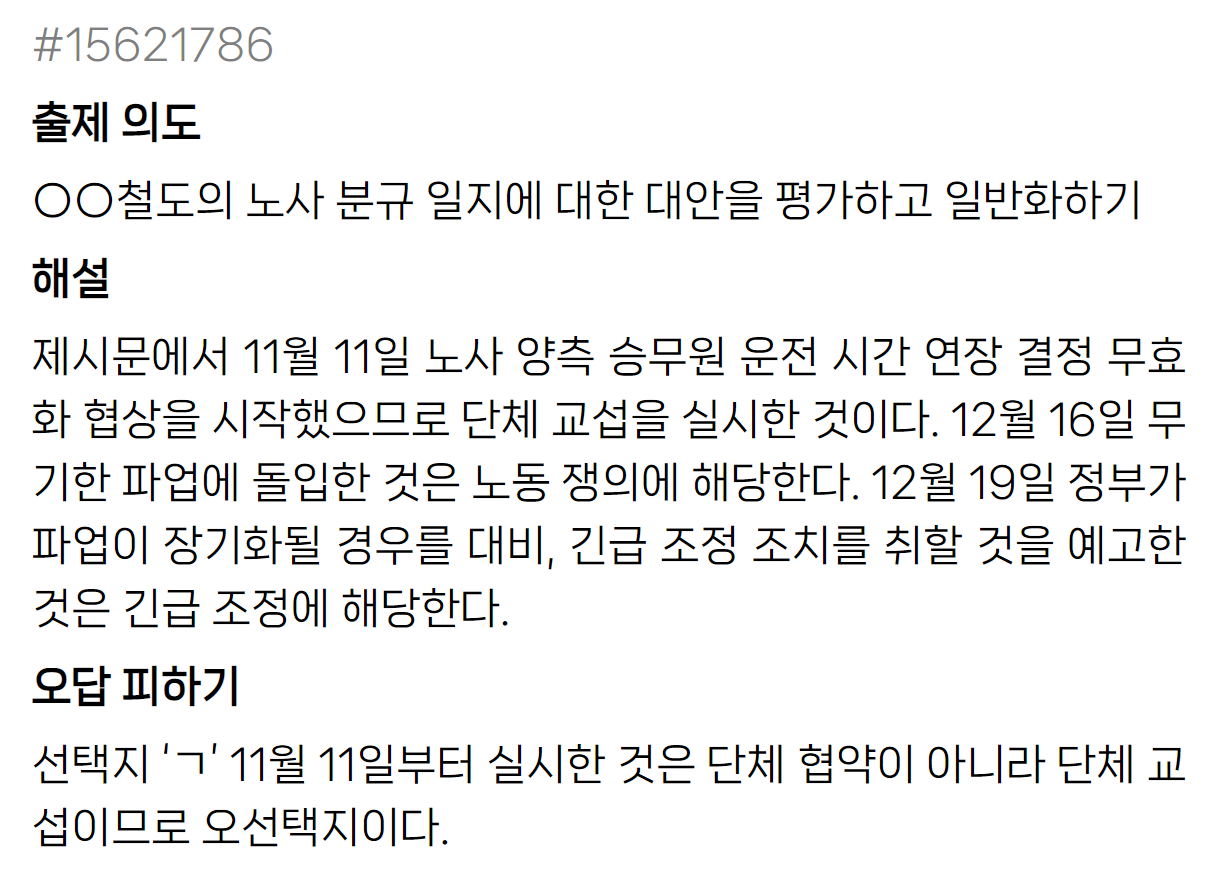 #15621786
출제 의도
○○철도의 노사 분규 일지에 대한 대안을 평가하고 일반화하기
해설
제시문에서 11월 11일 노사 양측 승무원 운전 시간 연장 결정 무효
화 협상을 시작했으므로 단체 교섭을 실시한 것이다. 12월 16일 무
기한 파업에 돌입한 것은 노동 쟁의에 해당한다. 12월 19일 정부가
파업이 장기화될 경우를 대비, 긴급 조정 조치를 취할 것을 예고한
것은 긴급 조정에 해당한다.
오답 피하기
선택지 ‘ㄱ’ 11월 11일부터 실시한 것은 단체 협약이 아니라 단체 교
섭이므로 오선택지이다.